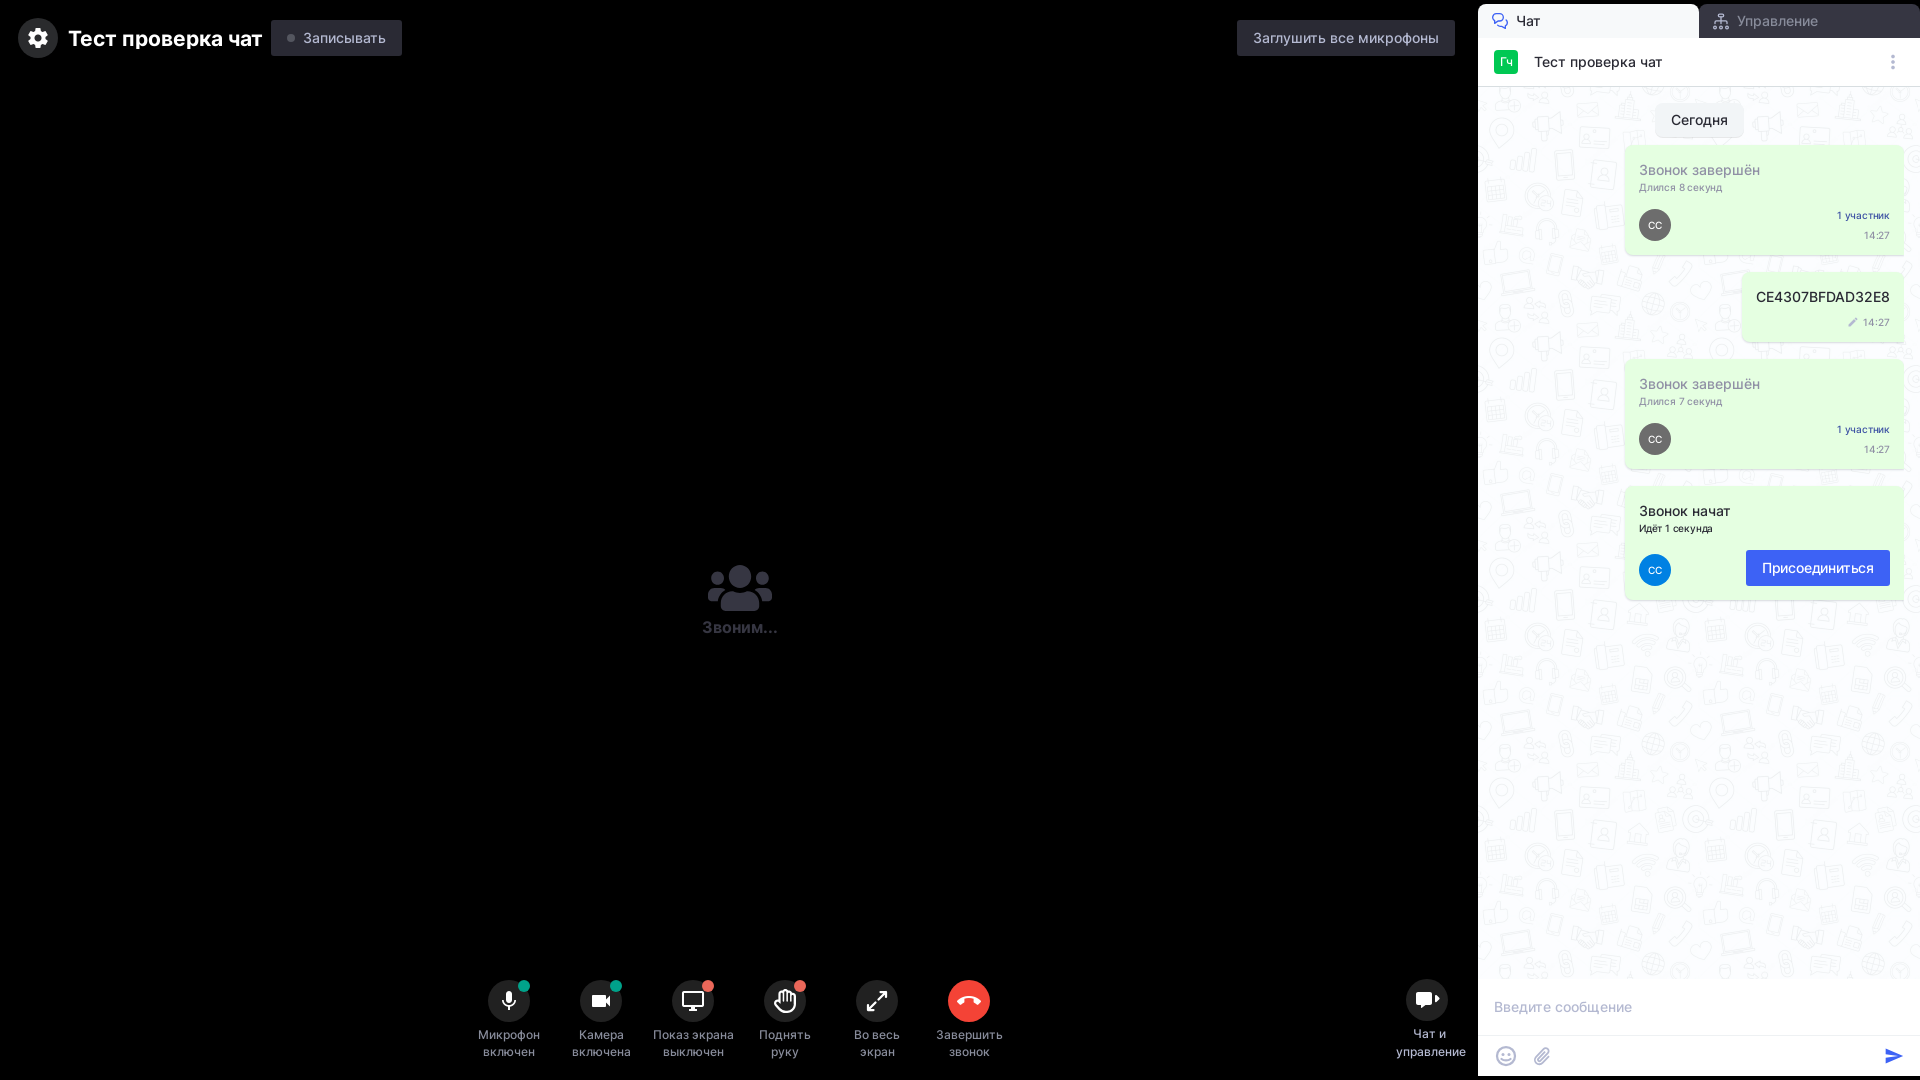 Тест проверка чат
Записывать
Заглушить все микрофоны
Звоним...
Микрофон
включен
Камера
включена
Показ экрана
выключен
Поднять
руку
Во весь
экран
Завершить
звонок
Чат и
управление
Чат
Управление
Гч
Тест проверка чат
Сегодня
Звонок завершён
Длился 8 секунд
СС
1 участник
14:27
CE4307BFDAD32E8
14:27
Звонок завершён
Длился 7 секунд
СС
1 участник
14:27
Звонок начат
Идёт 1 секунда
СС
Присоединиться
Введите сообщение